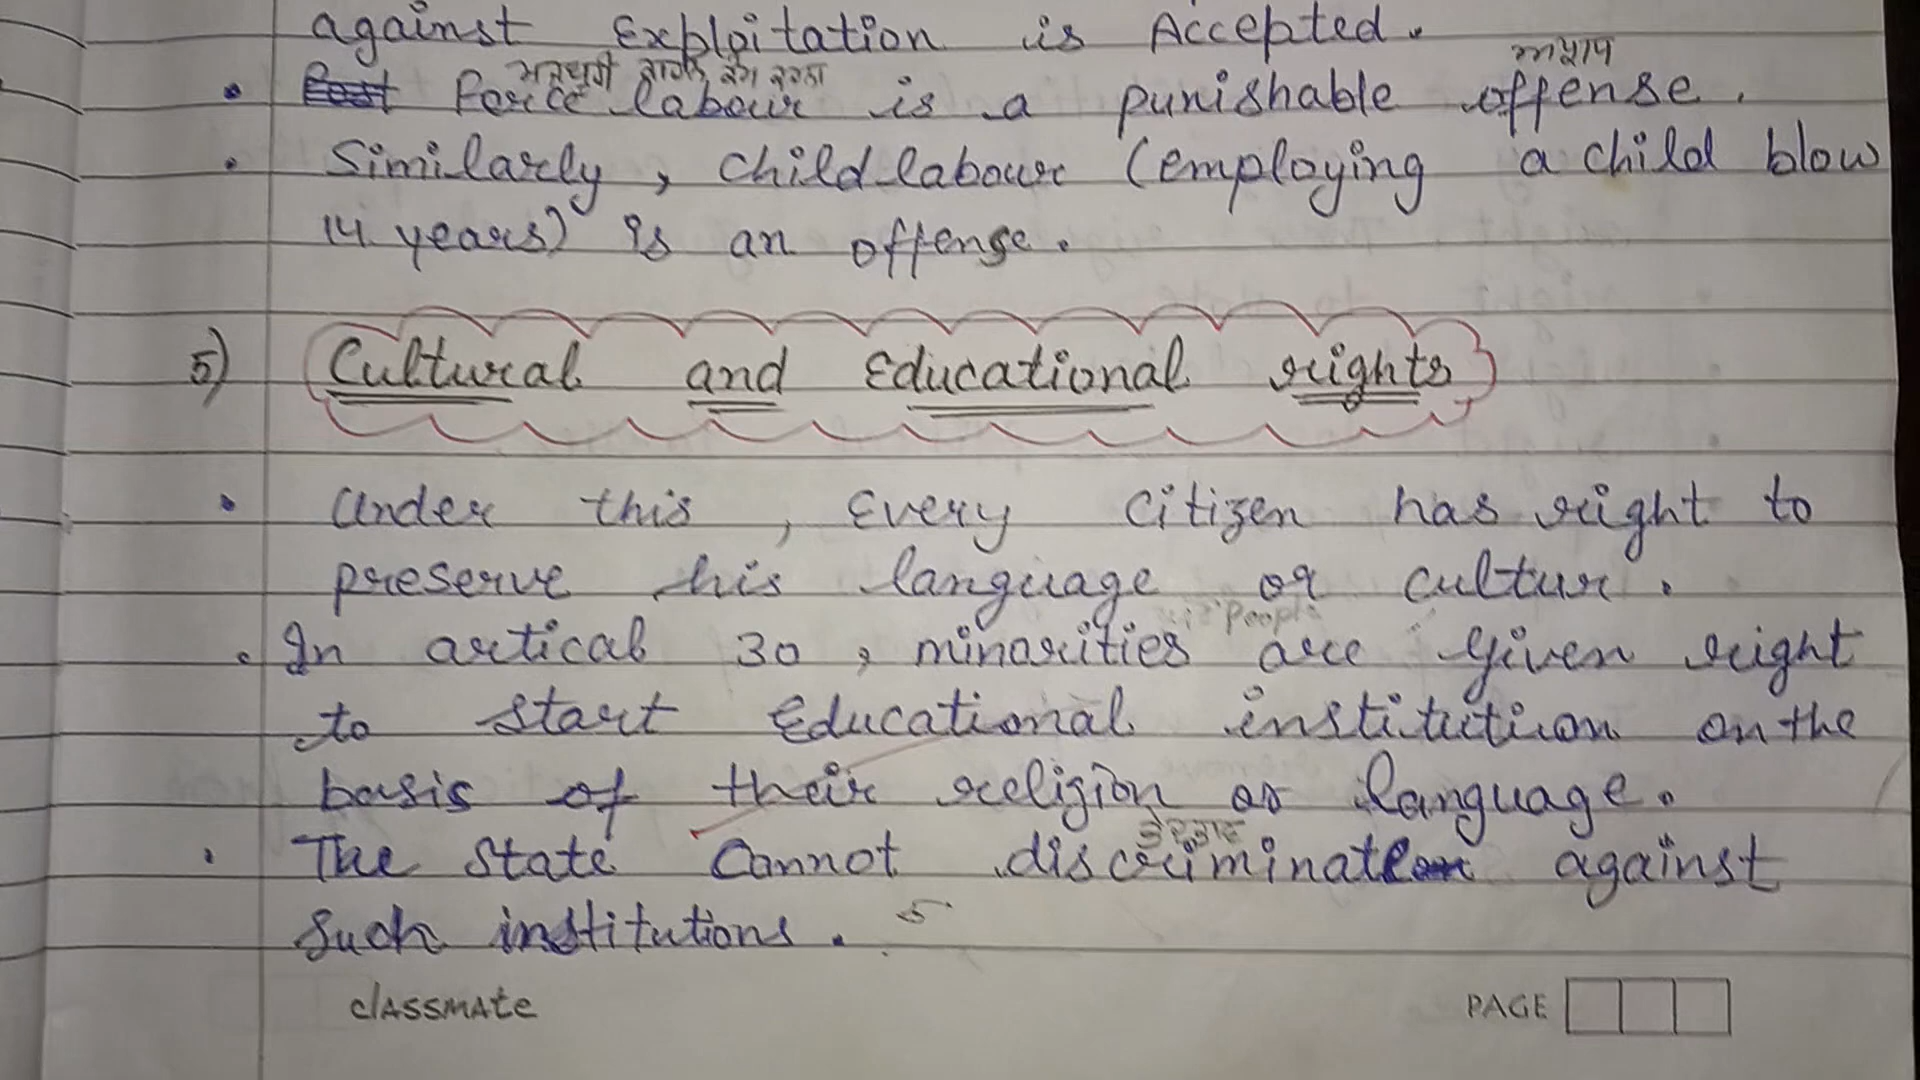 against Exploitation is Accepted.
Force labour is a punishable offense.
Similarly, child labour (employing a child blow
14 years) is an offense.
5) Cultural and Educational rights
Under this, Every citizen has right to
preserve his language or cultur.
people
In artical 30, minorities are given right
to start Educational institution on the
basis of their religion or language.
The State cannot discriminate against
Such institutions.
classmate
PAGE